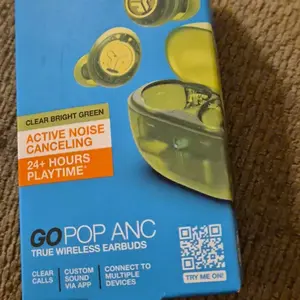 CLEAR BRIGHT GREEN
ACTIVE NOISE
CANCELING
24+ HOURS
PLAYTIME*
GO POP ANC
TRUE WIRELESS EARBUDS
CLEAR
CALLS
CUSTOM
SOUND
VIA APP
CONNECT TO
MULTIPLE
DEVICES
TRY ME ON!